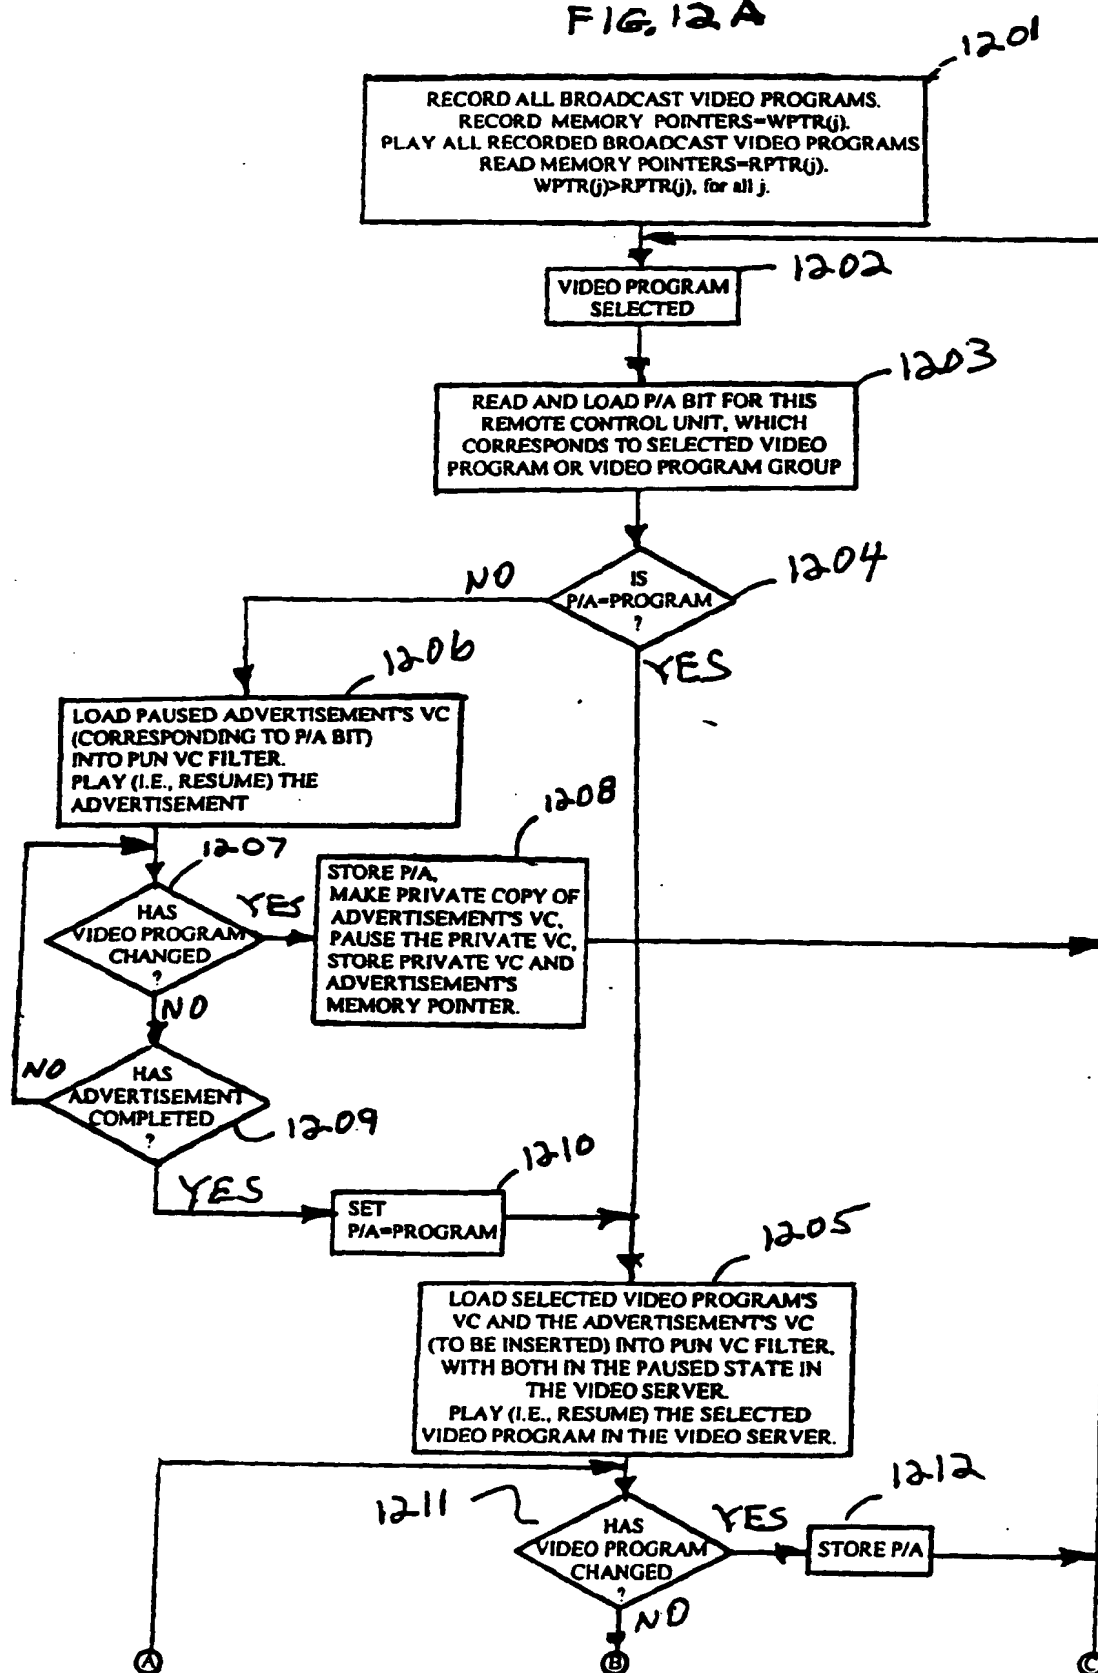 FIG. 12A
1201
RECORD ALL BROADCAST VIDEO PROGRAMS.
RECORD MEMORY POINTERS=WPTR(j).
PLAY ALL RECORDED BROADCAST VIDEO PROGRAMS
READ MEMORY POINTERS=RPTR(j).
WPTR(j)>RPTR(j), for all j.
1202
VIDEO PROGRAM
SELECTED
1203
READ AND LOAD P/A BIT FOR THIS
REMOTE CONTROL UNIT, WHICH
CORRESPONDS TO SELECTED VIDEO
PROGRAM OR VIDEO PROGRAM GROUP
1204
IS
P/A=PROGRAM
?
NO
YES
1206
LOAD PAUSED ADVERTISEMENT'S VC
(CORRESPONDING TO P/A BIT)
INTO PUN VC FILTER.
PLAY (I.E., RESUME) THE
ADVERTISEMENT
1207
HAS
VIDEO PROGRAM
CHANGED
?
YES
NO
1208
STORE P/A,
MAKE PRIVATE COPY OF
ADVERTISEMENT'S VC,
PAUSE THE PRIVATE VC,
STORE PRIVATE VC AND
ADVERTISEMENT'S
MEMORY POINTER.
NO
HAS
ADVERTISEMENT
COMPLETED
?
1209
YES
1210
SET
P/A=PROGRAM
1205
LOAD SELECTED VIDEO PROGRAM'S
VC AND THE ADVERTISEMENT'S VC
(TO BE INSERTED) INTO PUN VC FILTER,
WITH BOTH IN THE PAUSED STATE IN
THE VIDEO SERVER.
PLAY (I.E., RESUME) THE SELECTED
VIDEO PROGRAM IN THE VIDEO SERVER.
1211
HAS
VIDEO PROGRAM
CHANGED
?
YES
1212
STORE P/A
NO
A
B
C